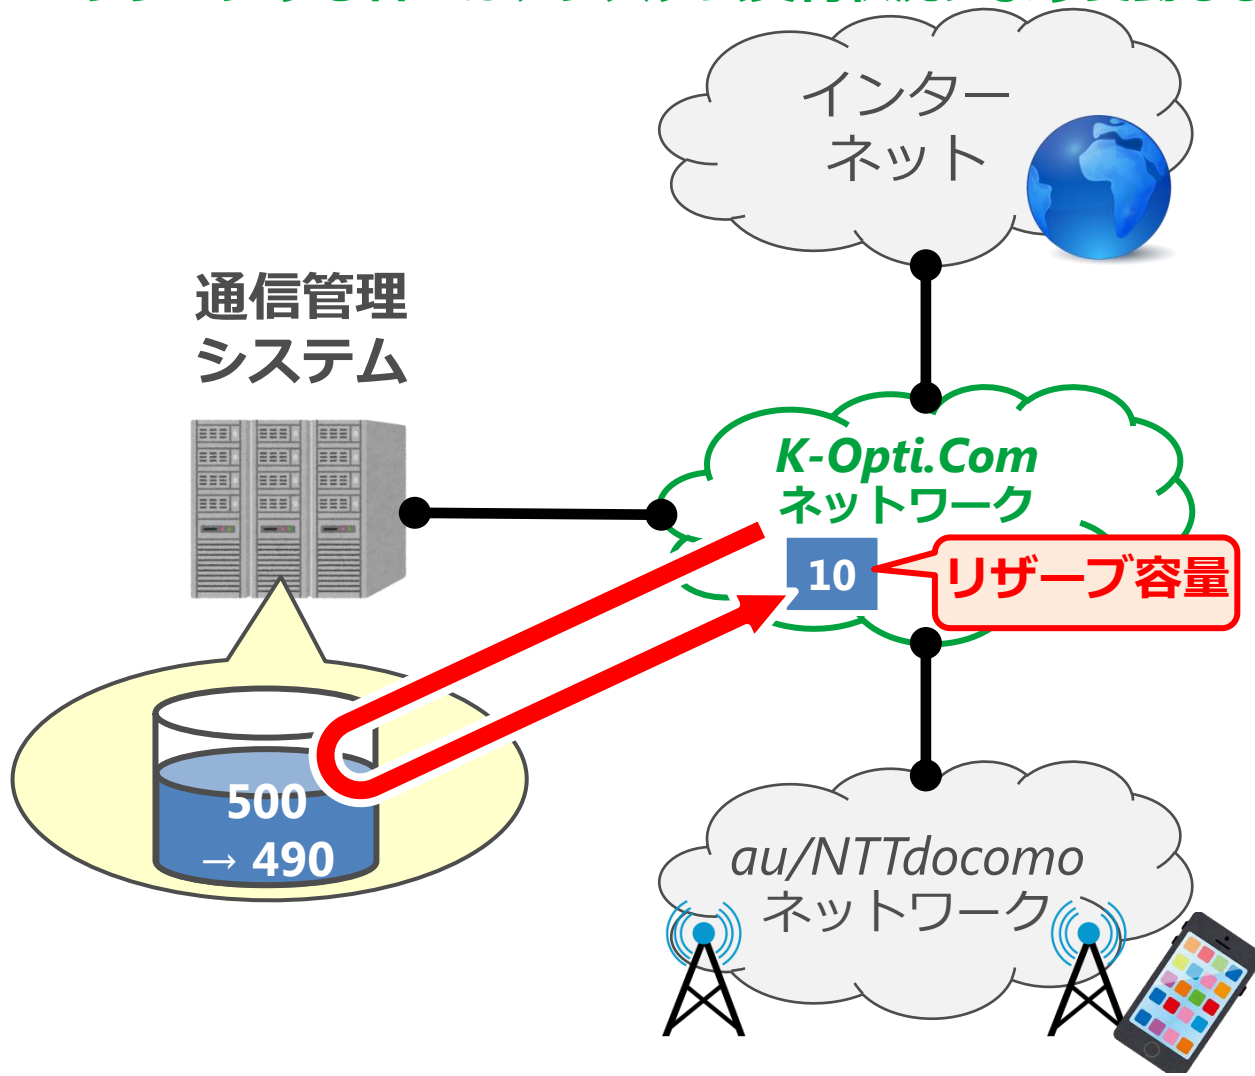 インター
ネット
通信管理
システム
K-Opti.Com
ネットワーク
10
リザーブ容量
500
→ 490
au/NTTdocomo
ネットワーク